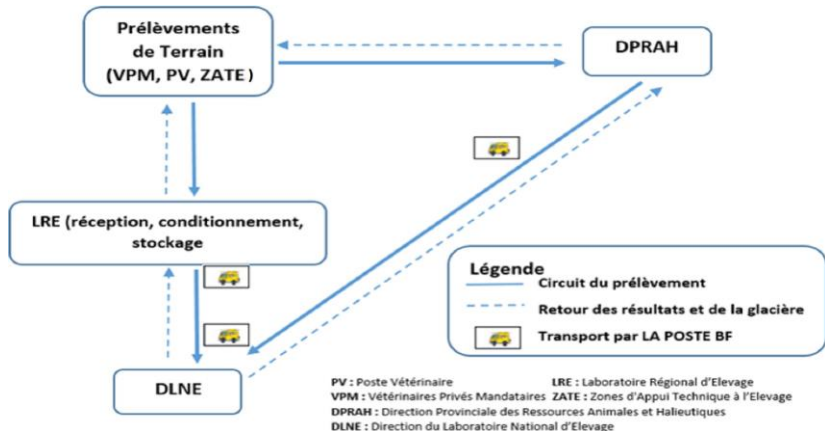 Prélèvements
de Terrain
(VPM, PV, ZATE)
DPRAH
LRE (réception, conditionnement,
stockage
DLNE
Légende
Circuit du prélèvement
Retour des résultats et de la glacière
Transport par LA POSTE BF
PV : Poste Vétérinaire
LRE : Laboratoire Régional d'Elevage
VPM : Vétérinaires Privés Mandataires
ZATE : Zones d'Appui Technique à l'Elevage
DPRAH : Direction Provinciale des Ressources Animales et Halieutiques
DLNE : Direction du Laboratoire National d'Elevage